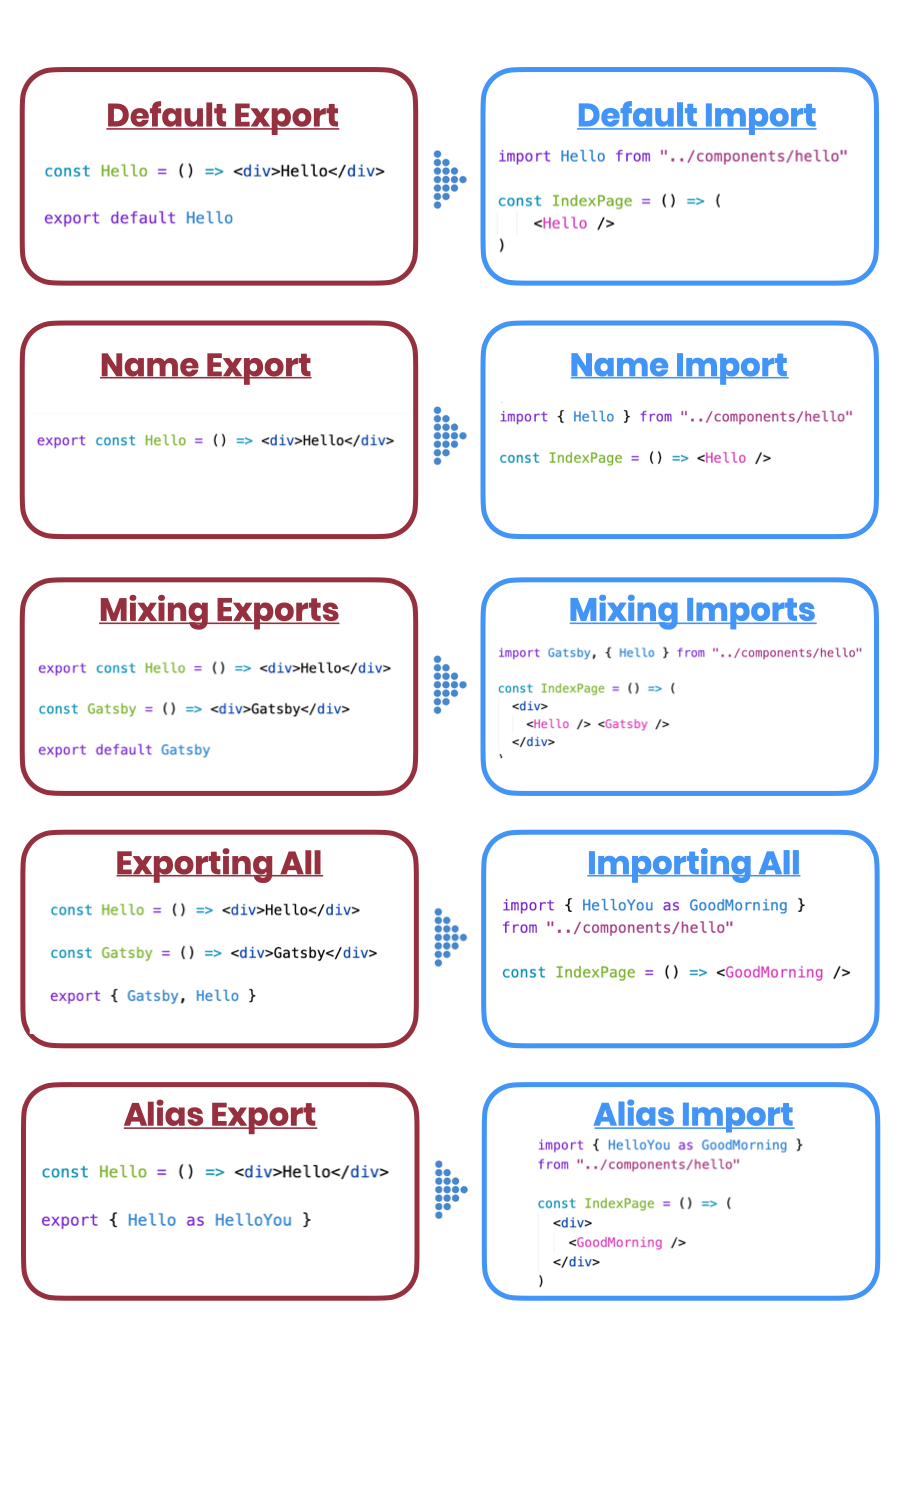 Default Export
const Hello = () => <div>Hello</div>
export default Hello
Default Import
import Hello from "../components/hello"
const IndexPage = () => (
<Hello />
)
Name Export
export const Hello = () => <div>Hello</div>
Name Import
import { Hello } from "../components/hello"
const IndexPage = () => <Hello />
Mixing Exports
export const Hello = () => <div>Hello</div>
const Gatsby = () => <div>Gatsby</div>
export default Gatsby
Mixing Imports
import Gatsby, { Hello } from "../components/hello"
const IndexPage = () => (
<div>
<Hello /> <Gatsby />
</div>
Exporting All
const Hello = () => <div>Hello</div>
const Gatsby = () => <div>Gatsby</div>
export { Gatsby, Hello }
Importing All
import { HelloYou as GoodMorning }
from "../components/hello"
const IndexPage = () => <GoodMorning />
Alias Export
const Hello = () => <div>Hello</div>
export { Hello as HelloYou }
Alias Import
import { HelloYou as GoodMorning }
from "../components/hello"
const IndexPage = () => (
<div>
<GoodMorning />
</div>
)